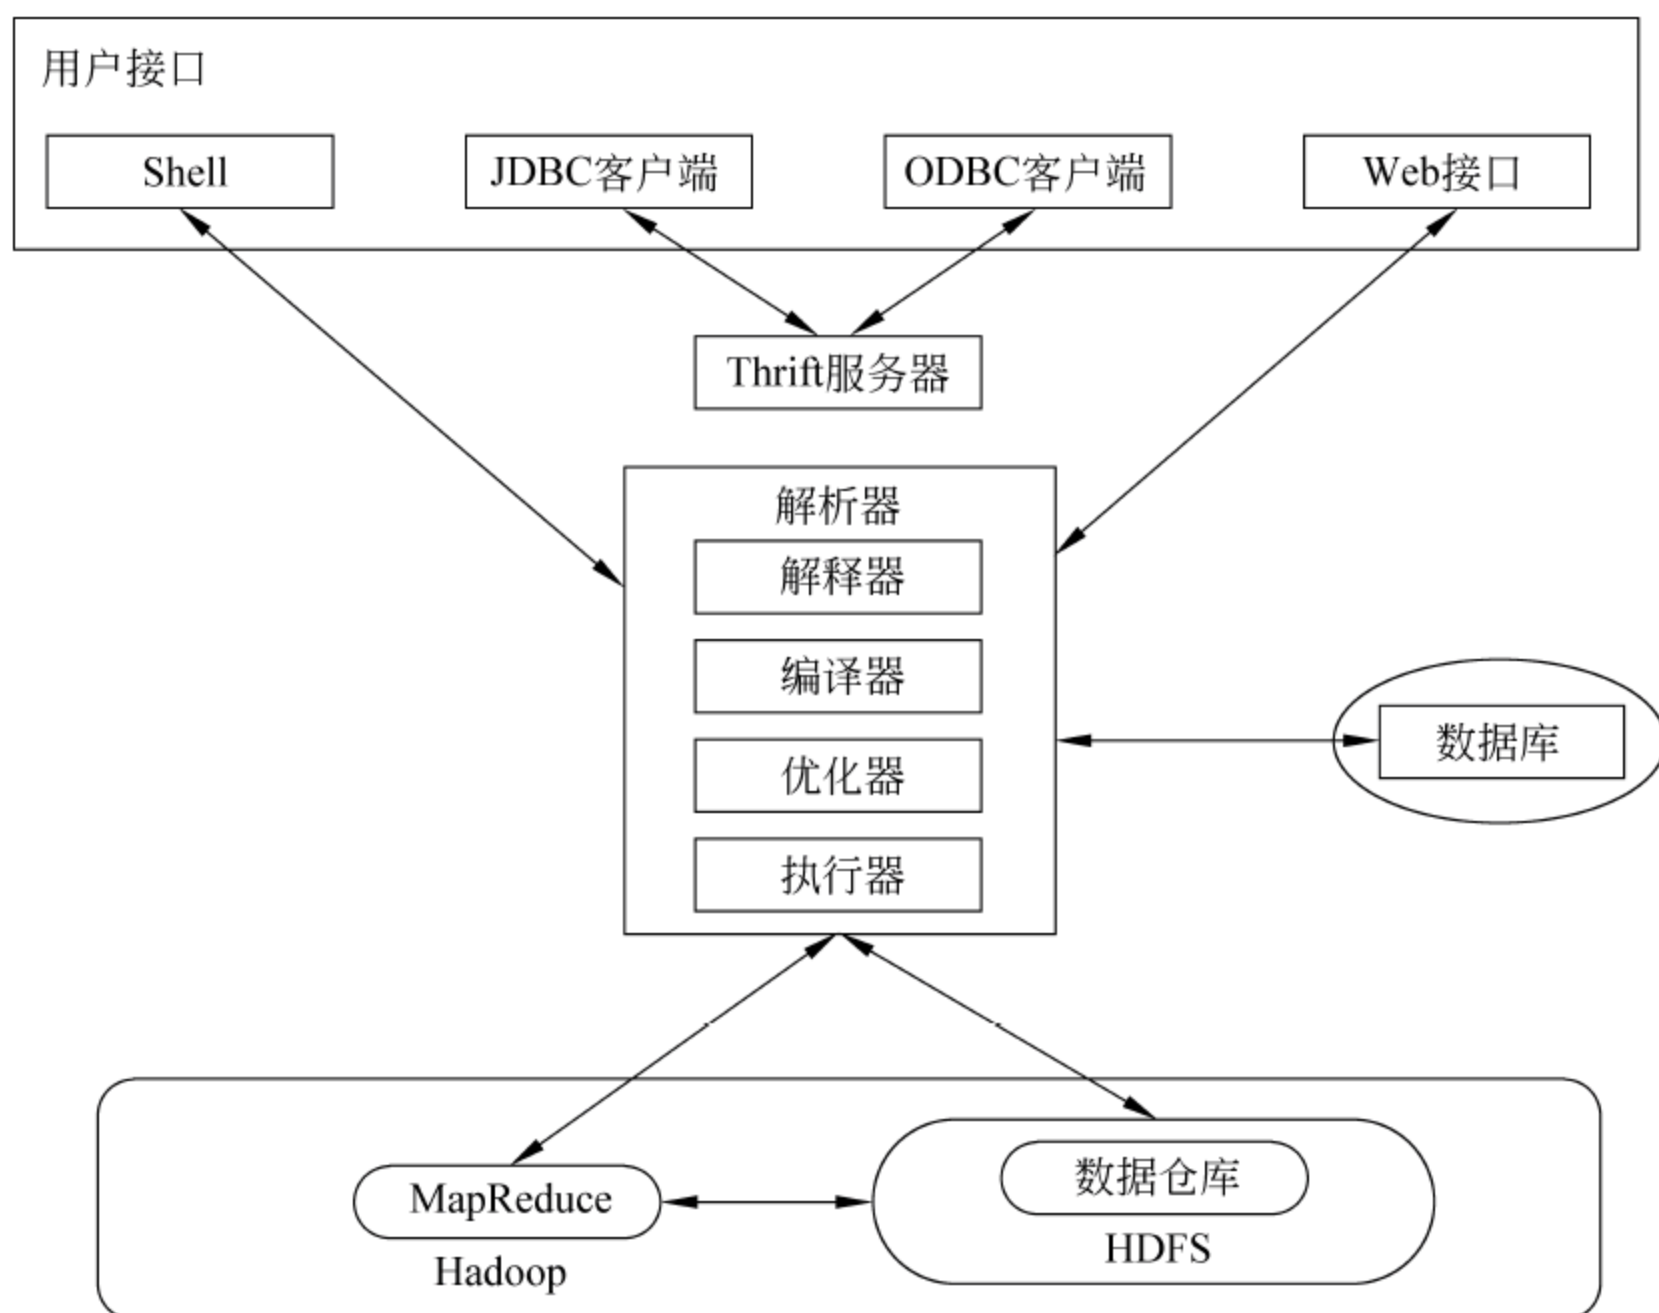 用户接口
Shell
JDBC客户端
ODBC客户端
Web接口
Thrift服务器
解析器
解释器
编译器
优化器
执行器
数据库
MapReduce
Hadoop
数据仓库
HDFS